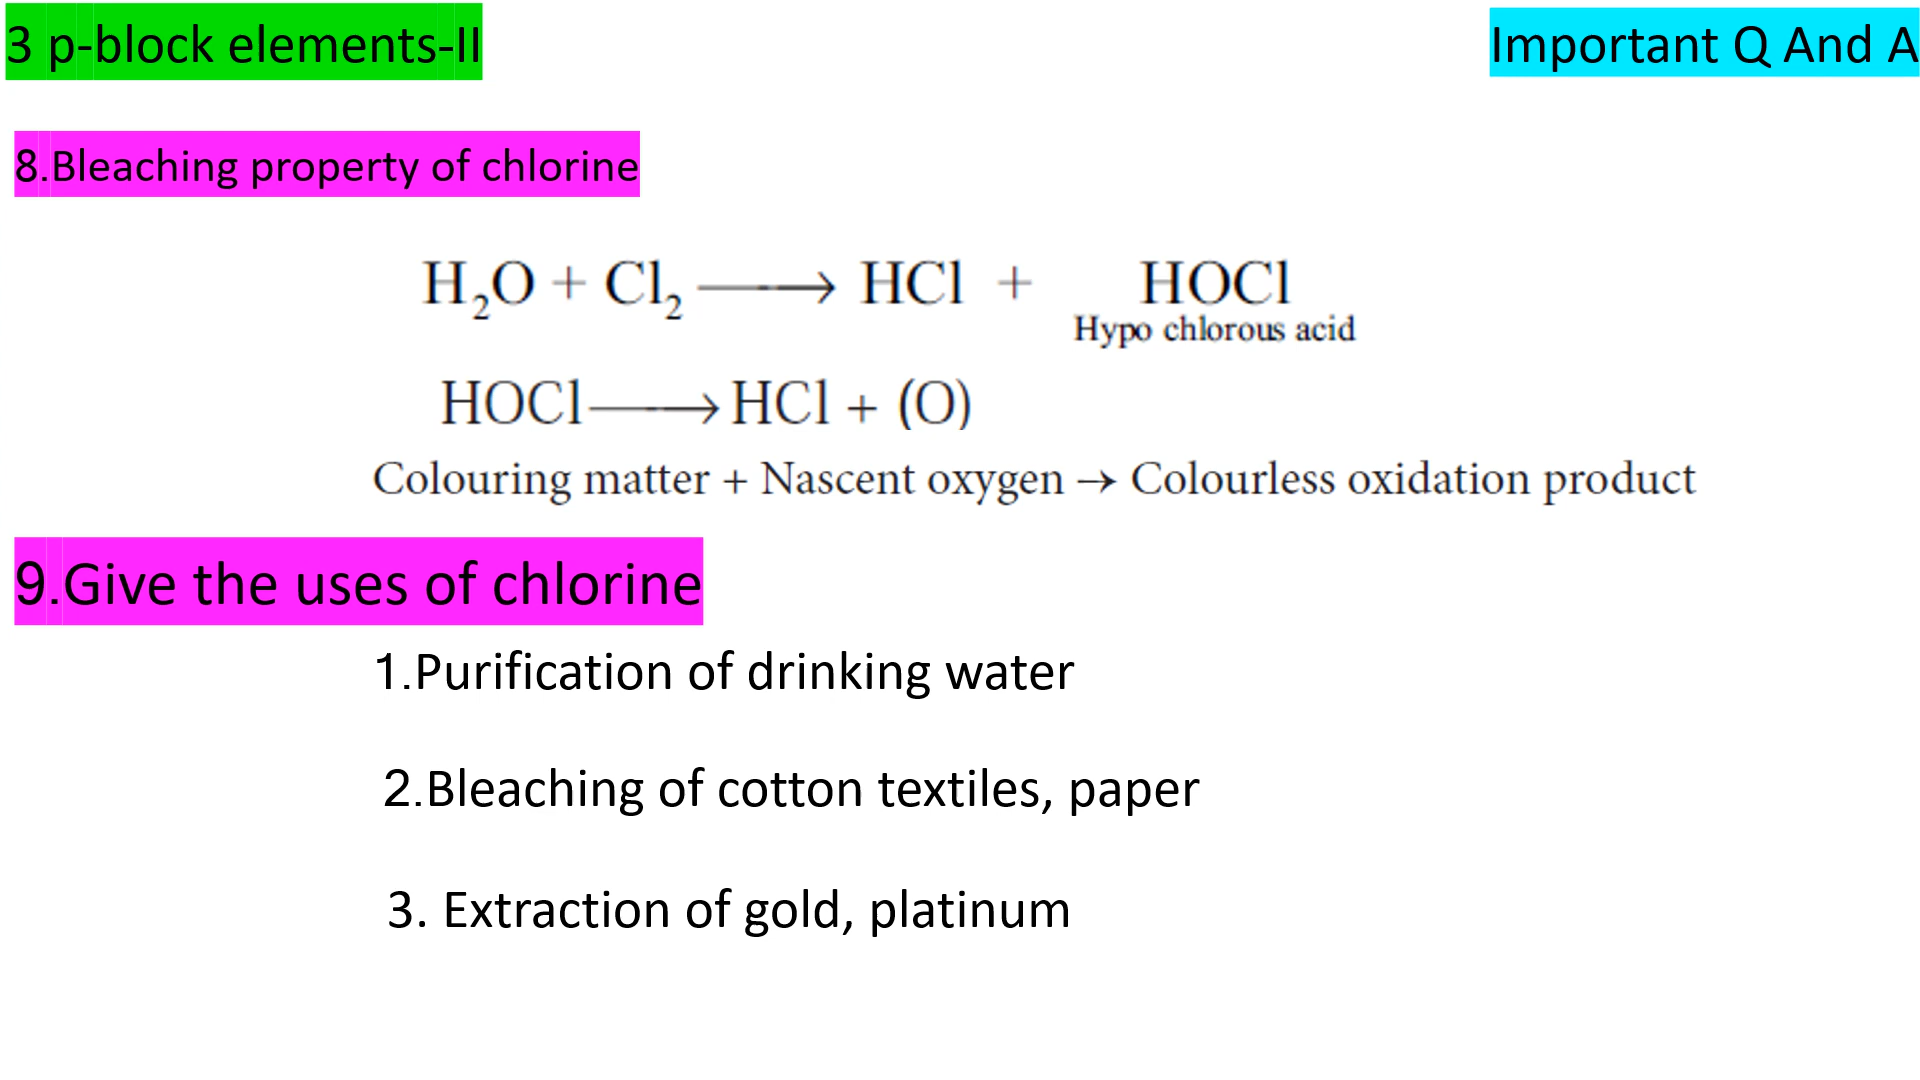 3 p-block elements-II
Important Q And A
8.Bleaching property of chlorine
H₂O + Cl₂ ⟶ HCl + HOCl
Hypo chlorous acid
HOCl ⟶ HCl + (O)
Colouring matter + Nascent oxygen → Colourless oxidation product
9.Give the uses of chlorine
1.Purification of drinking water
2.Bleaching of cotton textiles, paper
3. Extraction of gold, platinum